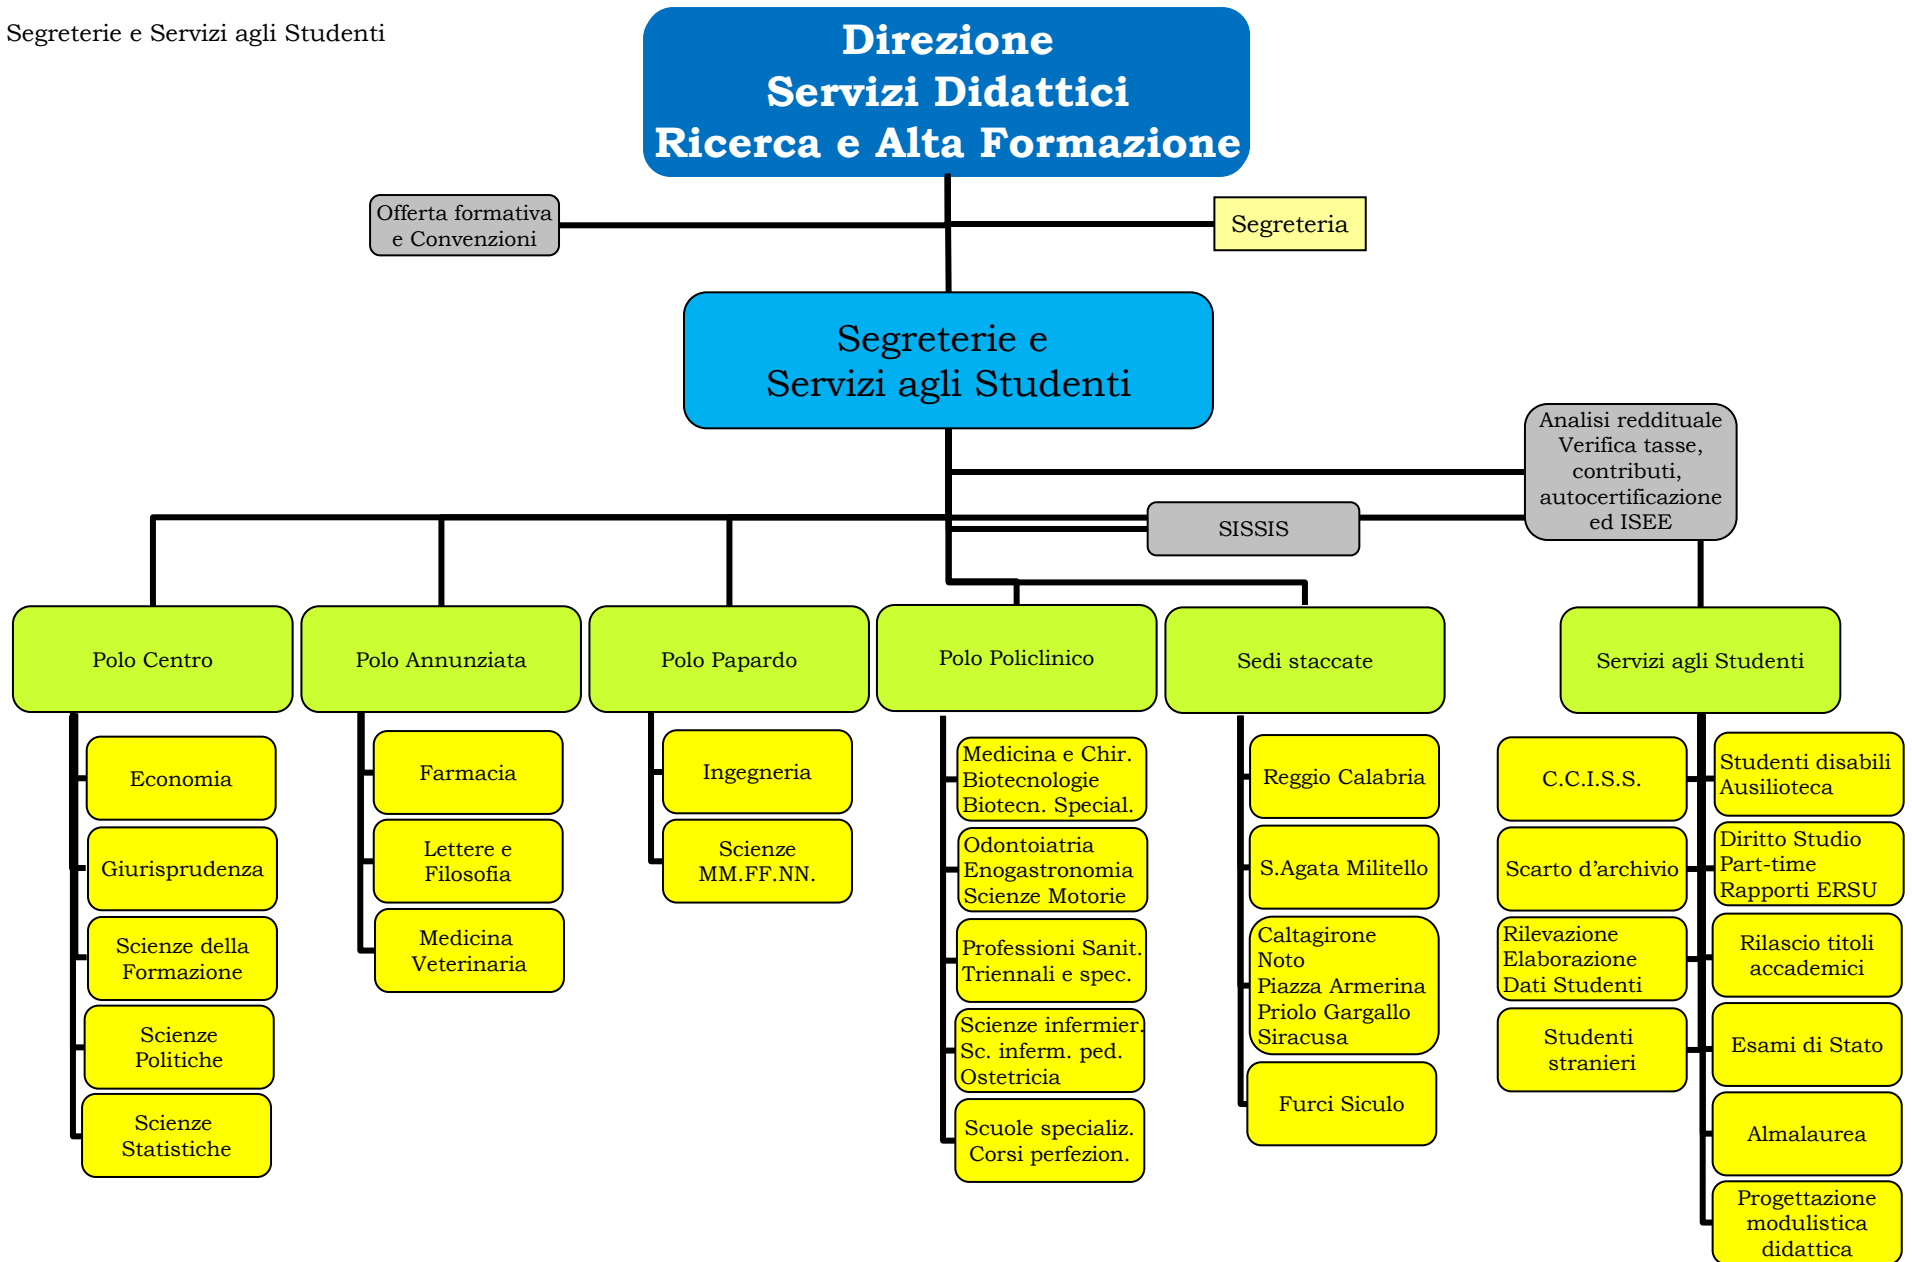 Segreterie e Servizi agli Studenti
Direzione
Servizi Didattici
Ricerca e Alta Formazione
Offerta formativa
e Convenzioni
Segreteria
Segreterie e
Servizi agli Studenti
Analisi reddituale
Verifica tasse,
contributi,
autocertificazione
ed ISEE
SISSIS
Polo Centro
Polo Annunziata
Polo Papardo
Polo Policlinico
Sedi staccate
Servizi agli Studenti
Economia
Giurisprudenza
Scienze della
Formazione
Scienze
Politiche
Scienze
Statistiche
Farmacia
Lettere e
Filosofia
Medicina
Veterinaria
Ingegneria
Scienze
MM.FF.NN.
Medicina e Chir.
Biotecnologie
Biotecn. Special.
Odontoiatria
Enogastronomia
Scienze Motorie
Professioni Sanit.
Triennali e spec.
Scienze infermier.
Sc. inferm. ped.
Ostetricia
Scuole specializ.
Corsi perfezion.
Reggio Calabria
S.Agata Militello
Caltagirone
Noto
Piazza Armerina
Priolo Gargallo
Siracusa
Furci Siculo
C.C.I.S.S.
Scarto d'archivio
Rilevazione
Elaborazione
Dati Studenti
Studenti
stranieri
Studenti disabili
Ausilioteca
Diritto Studio
Part-time
Rapporti ERSU
Rilascio titoli
accademici
Esami di Stato
Almalaurea
Progettazione
modulistica
didattica